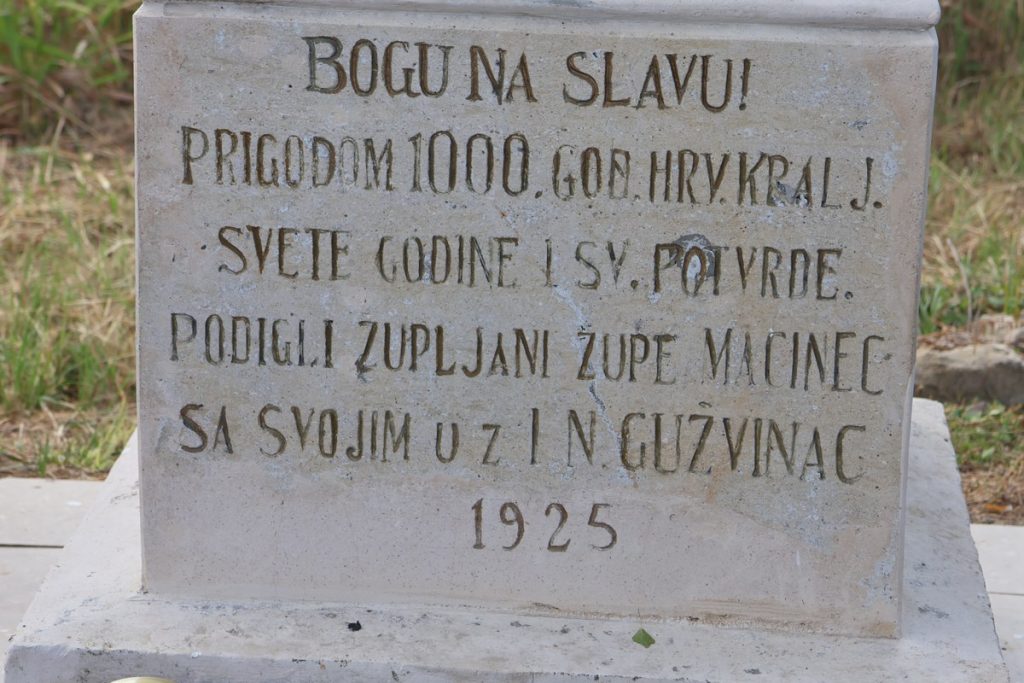 BOGU NA SLAVU!
PRIGODOM 1000. GOD. HRV. KRALJ.
SVETE GODINE I SV. POTVRDE.
PODIGLI ZUPLJANI ZUPE MACINEC
SA SVOJIM UZ I N. GUŽVINAC
1925